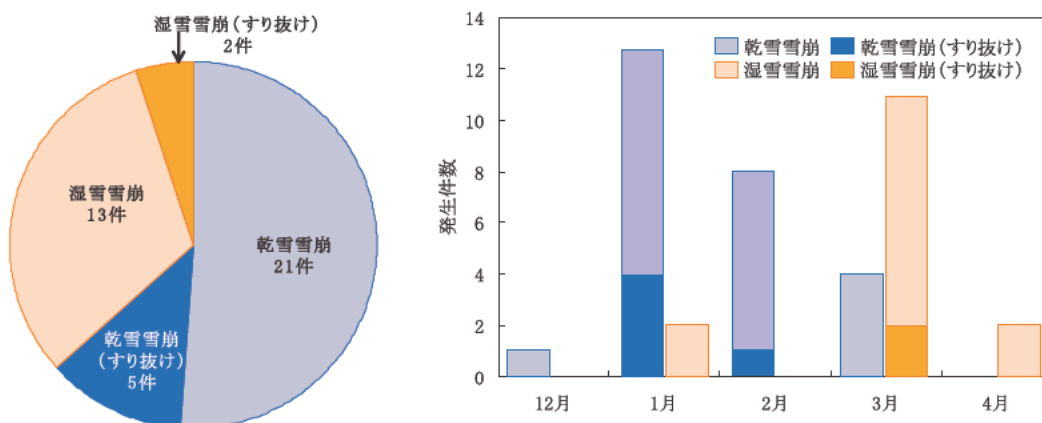 湿雪雪崩(すり抜け)
2件
湿雪雪崩
13件
乾雪雪崩
21件
乾雪雪崩
(すり抜け)
5件
14
12
10
8
6
4
2
0
発生件数
乾雪雪崩
乾雪雪崩(すり抜け)
湿雪雪崩
湿雪雪崩(すり抜け)
12月
1月
2月
3月
4月